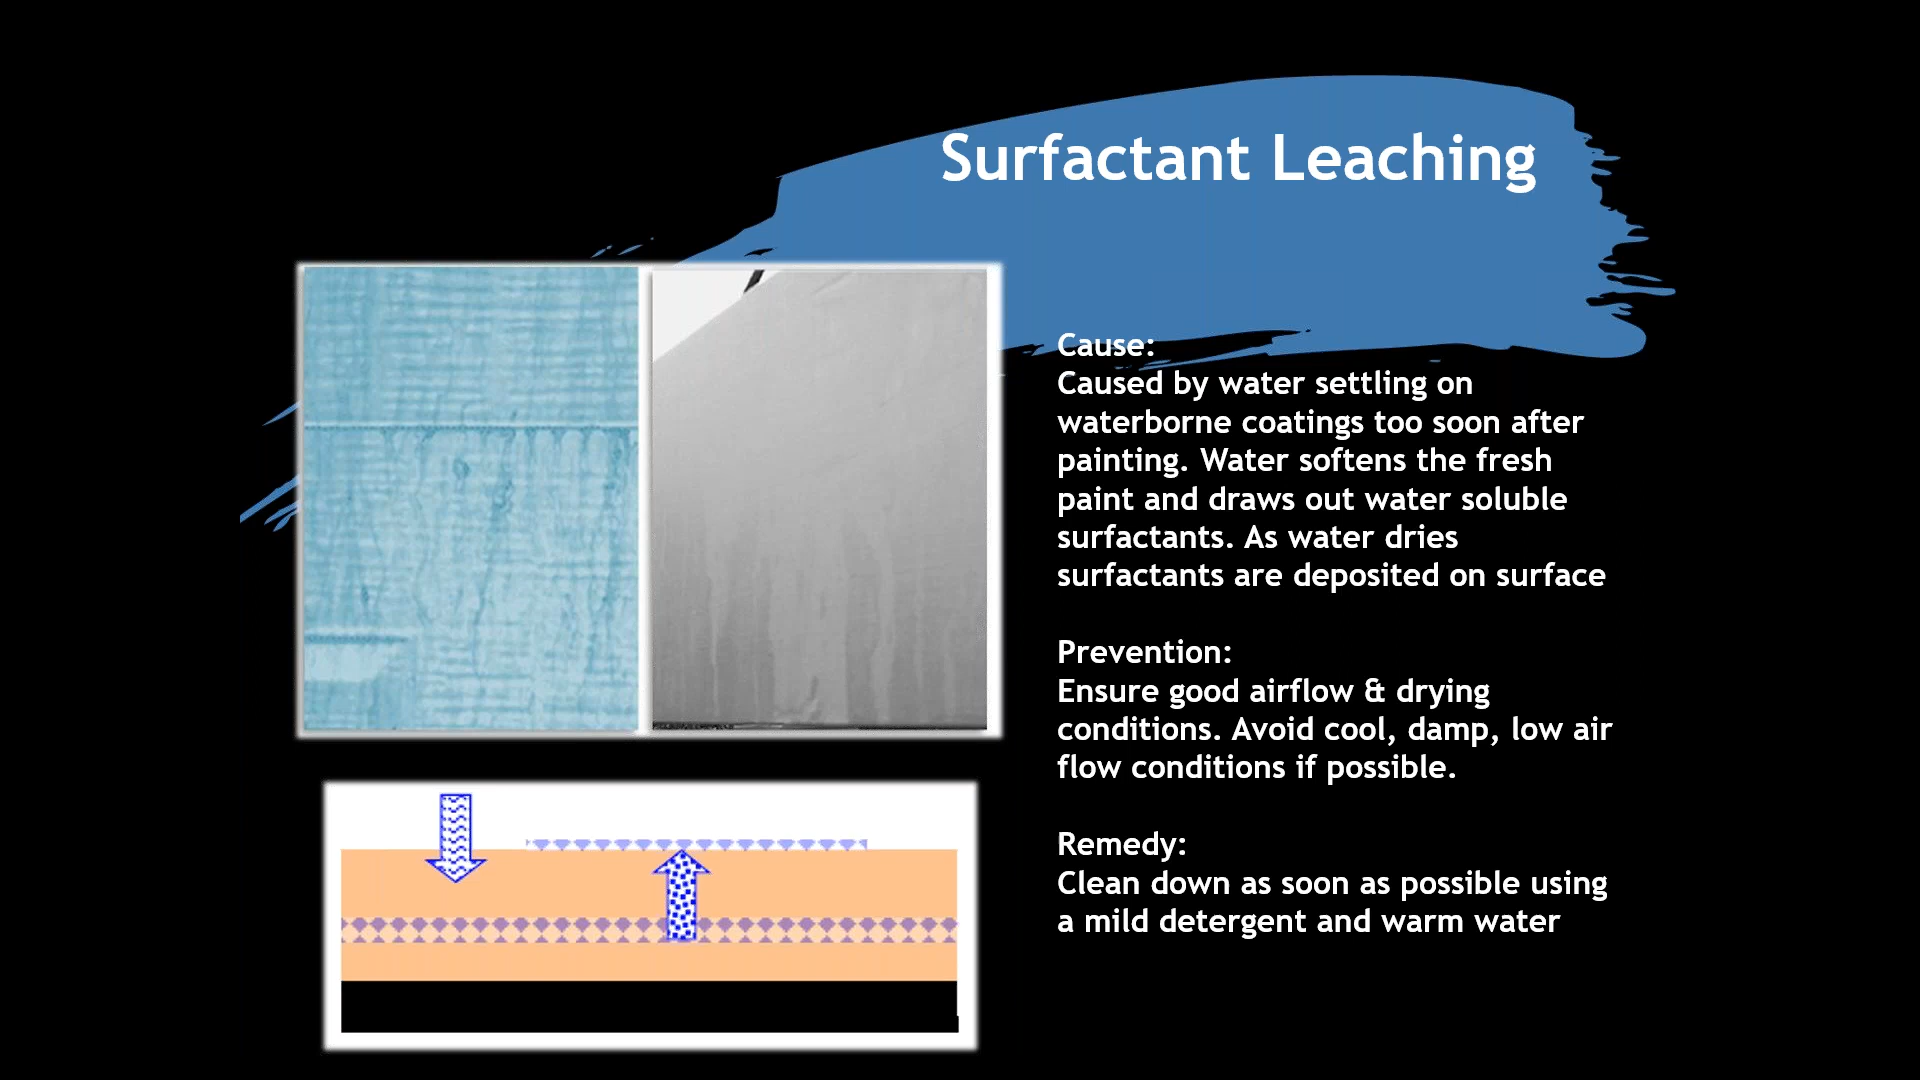 Surfactant Leaching
Cause:
Caused by water settling on
waterborne coatings too soon after
painting. Water softens the fresh
paint and draws out water soluble
surfactants. As water dries
surfactants are deposited on surface
Prevention:
Ensure good airflow & drying
conditions. Avoid cool, damp, low air
flow conditions if possible.
Remedy:
Clean down as soon as possible using
a mild detergent and warm water